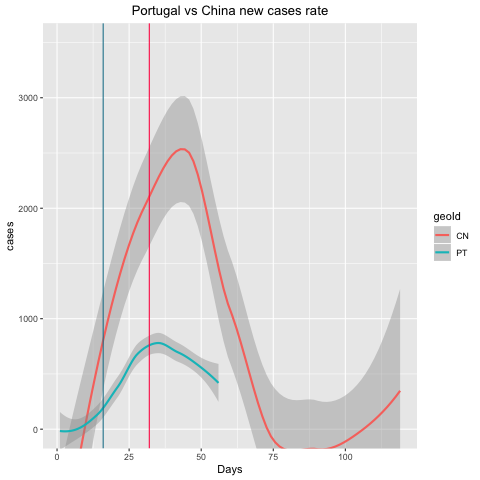 Portugal vs China new cases rate
3000
2000
1000
0
cases
0 25 50 75 100
Days
geoId
CN
PT